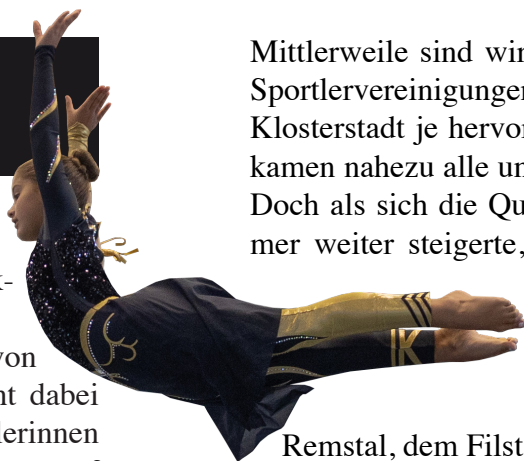 -
von
nt dabei
lerinnen
Mittlerweile sind wir
Sportlervereinigungen
Klosterstadt je hervor
kamen nahezu alle un
Doch als sich die Qu
mer weiter steigerte,
Remstal, dem Filst